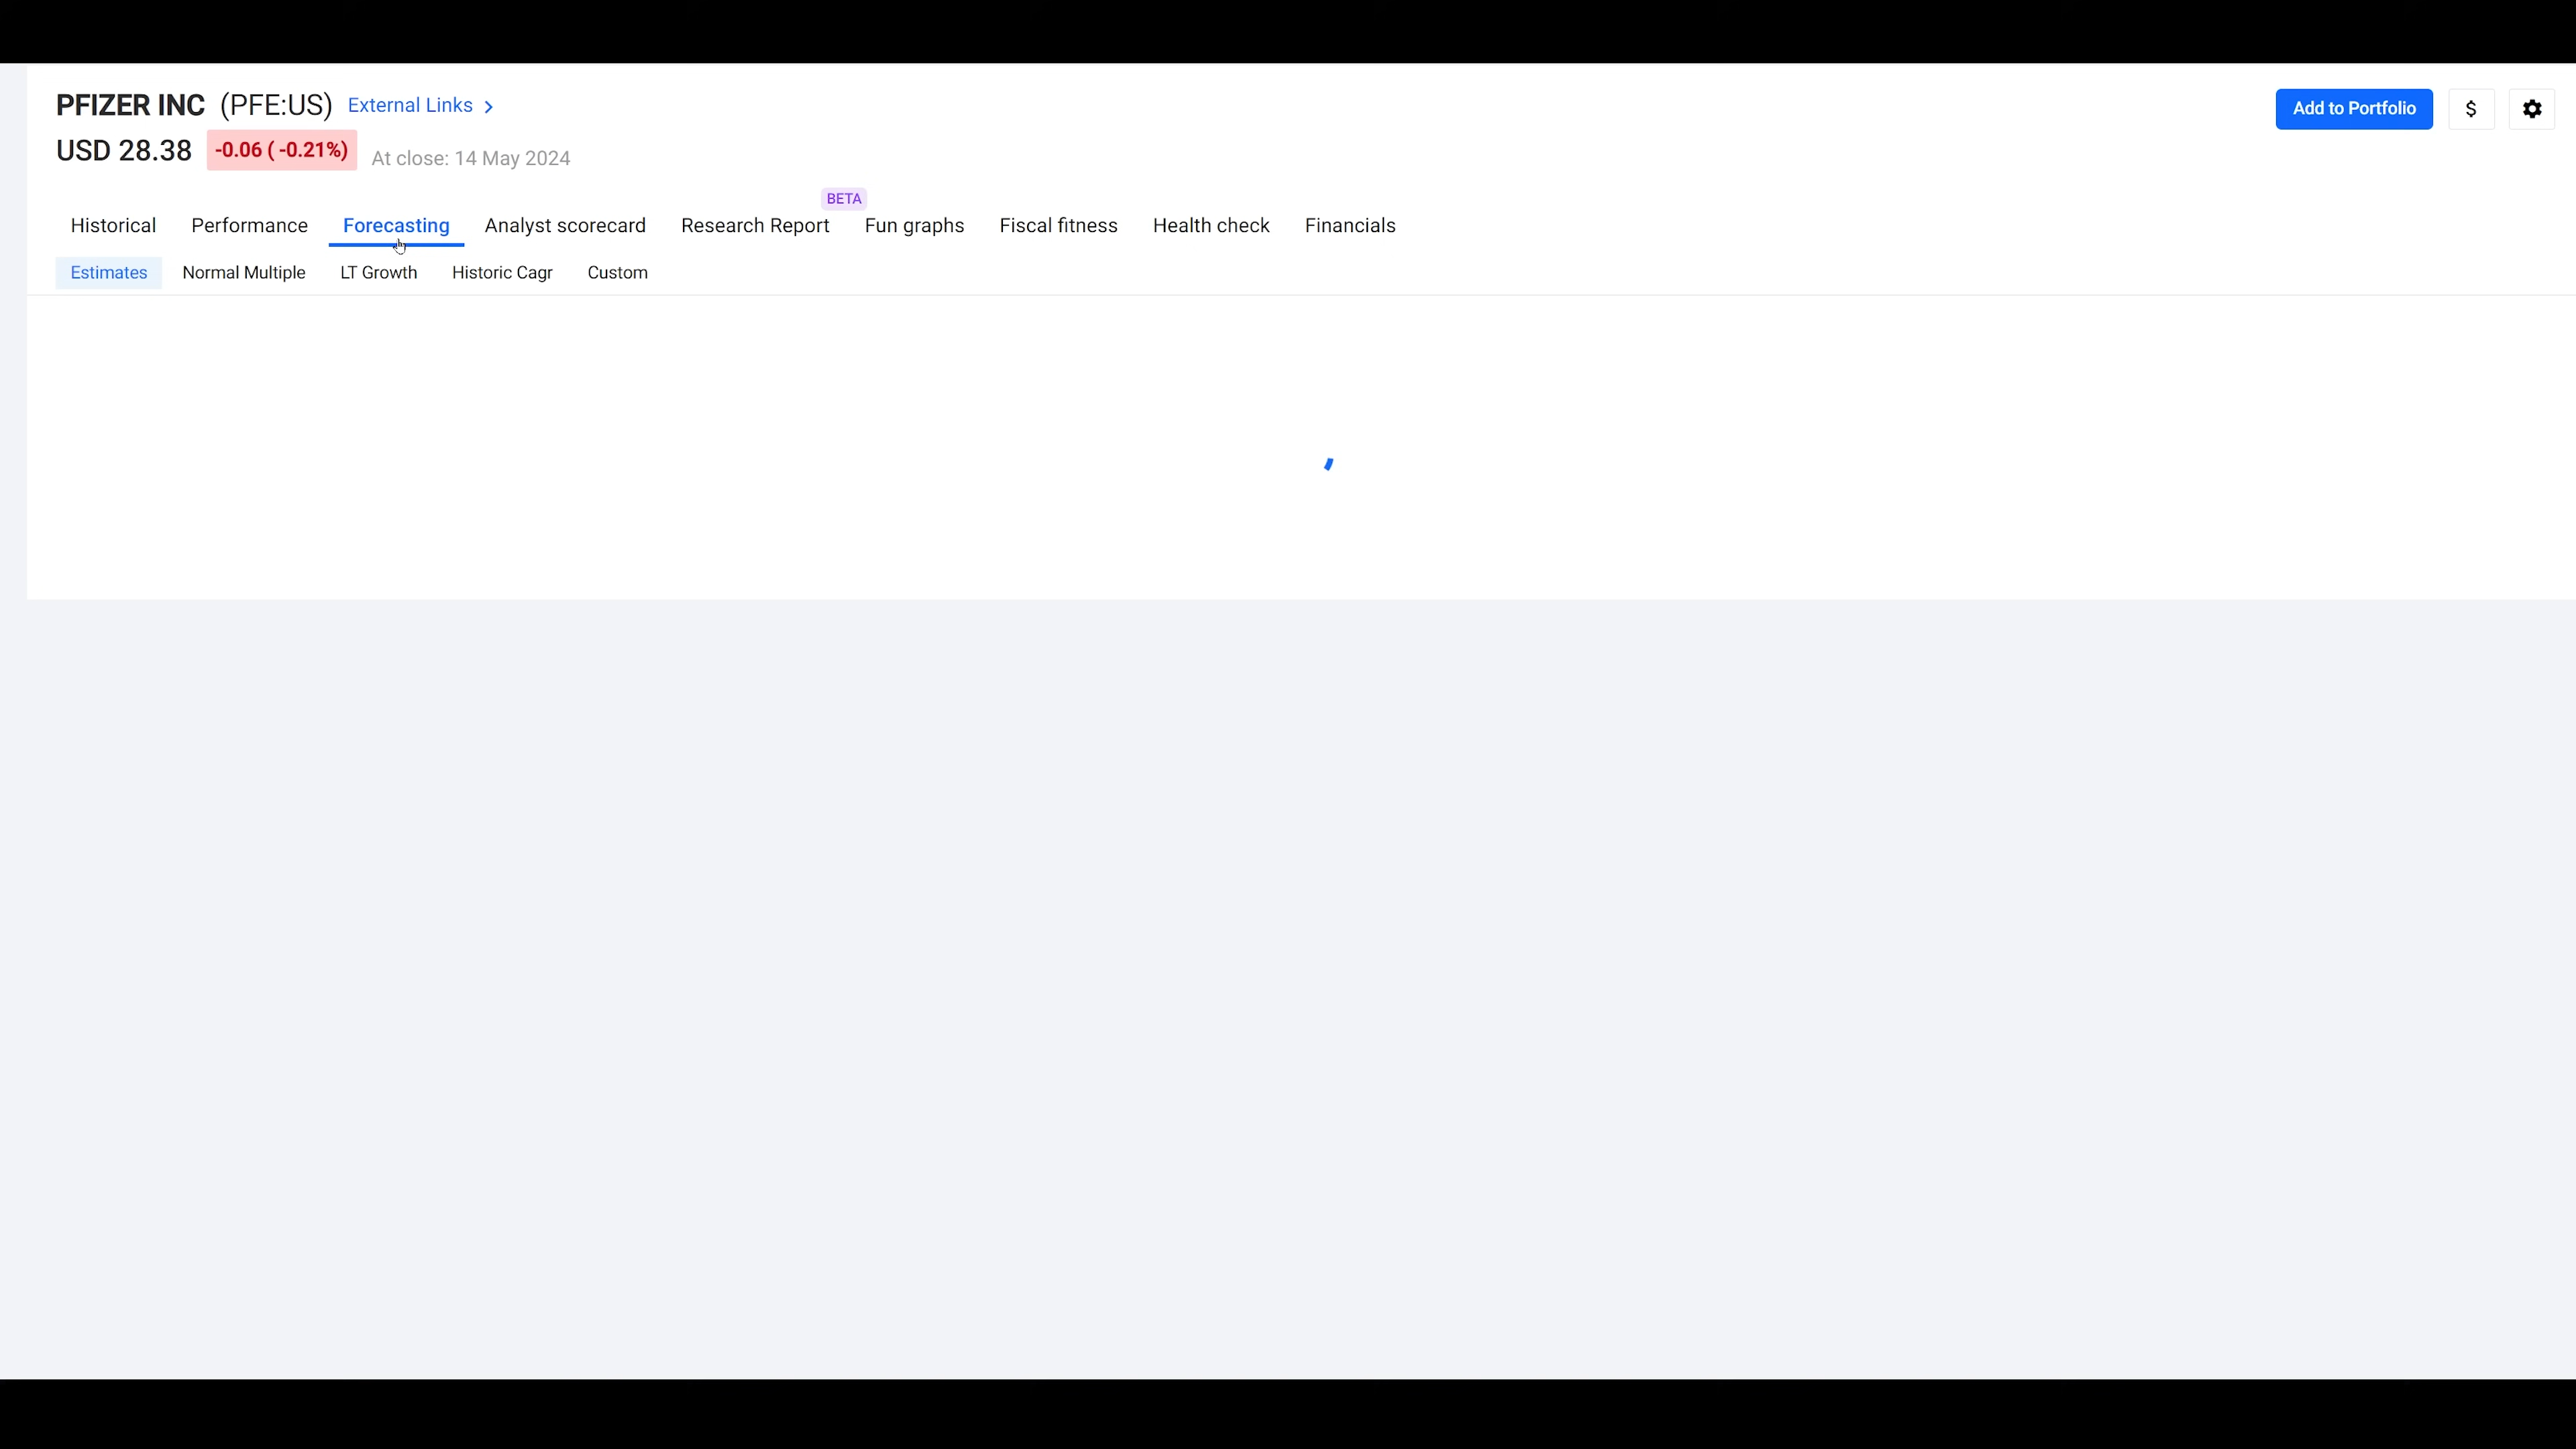 PFIZER INC (PFE:US) External Links
Add to Portfolio $
USD 28.38 -0.06 ( -0.21%) At close: 14 May 2024
BETA
Historical Performance Forecasting Analyst scorecard Research Report Fun graphs Fiscal fitness Health check Financials
Estimates Normal Multiple LT Growth Historic Cagr Custom